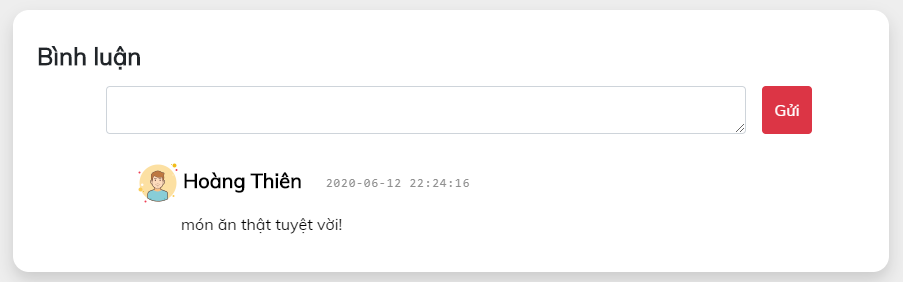 Bình luận
Gửi
Hoàng Thiên 2020-06-12 22:24:16
món ăn thật tuyệt vời!